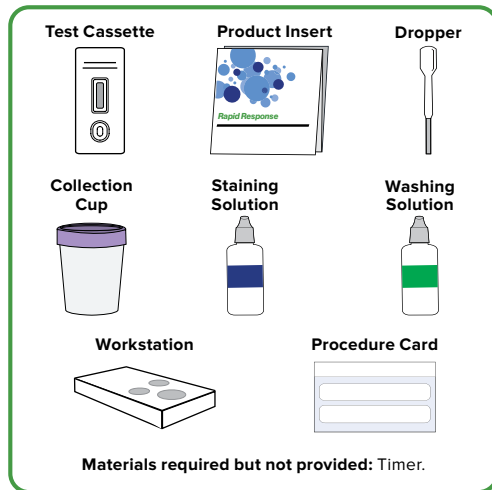 Test Cassette
Product Insert
Dropper
Rapid Response
Collection
Cup
Staining
Solution
Washing
Solution
Workstation
Procedure Card
Materials required but not provided: Timer.